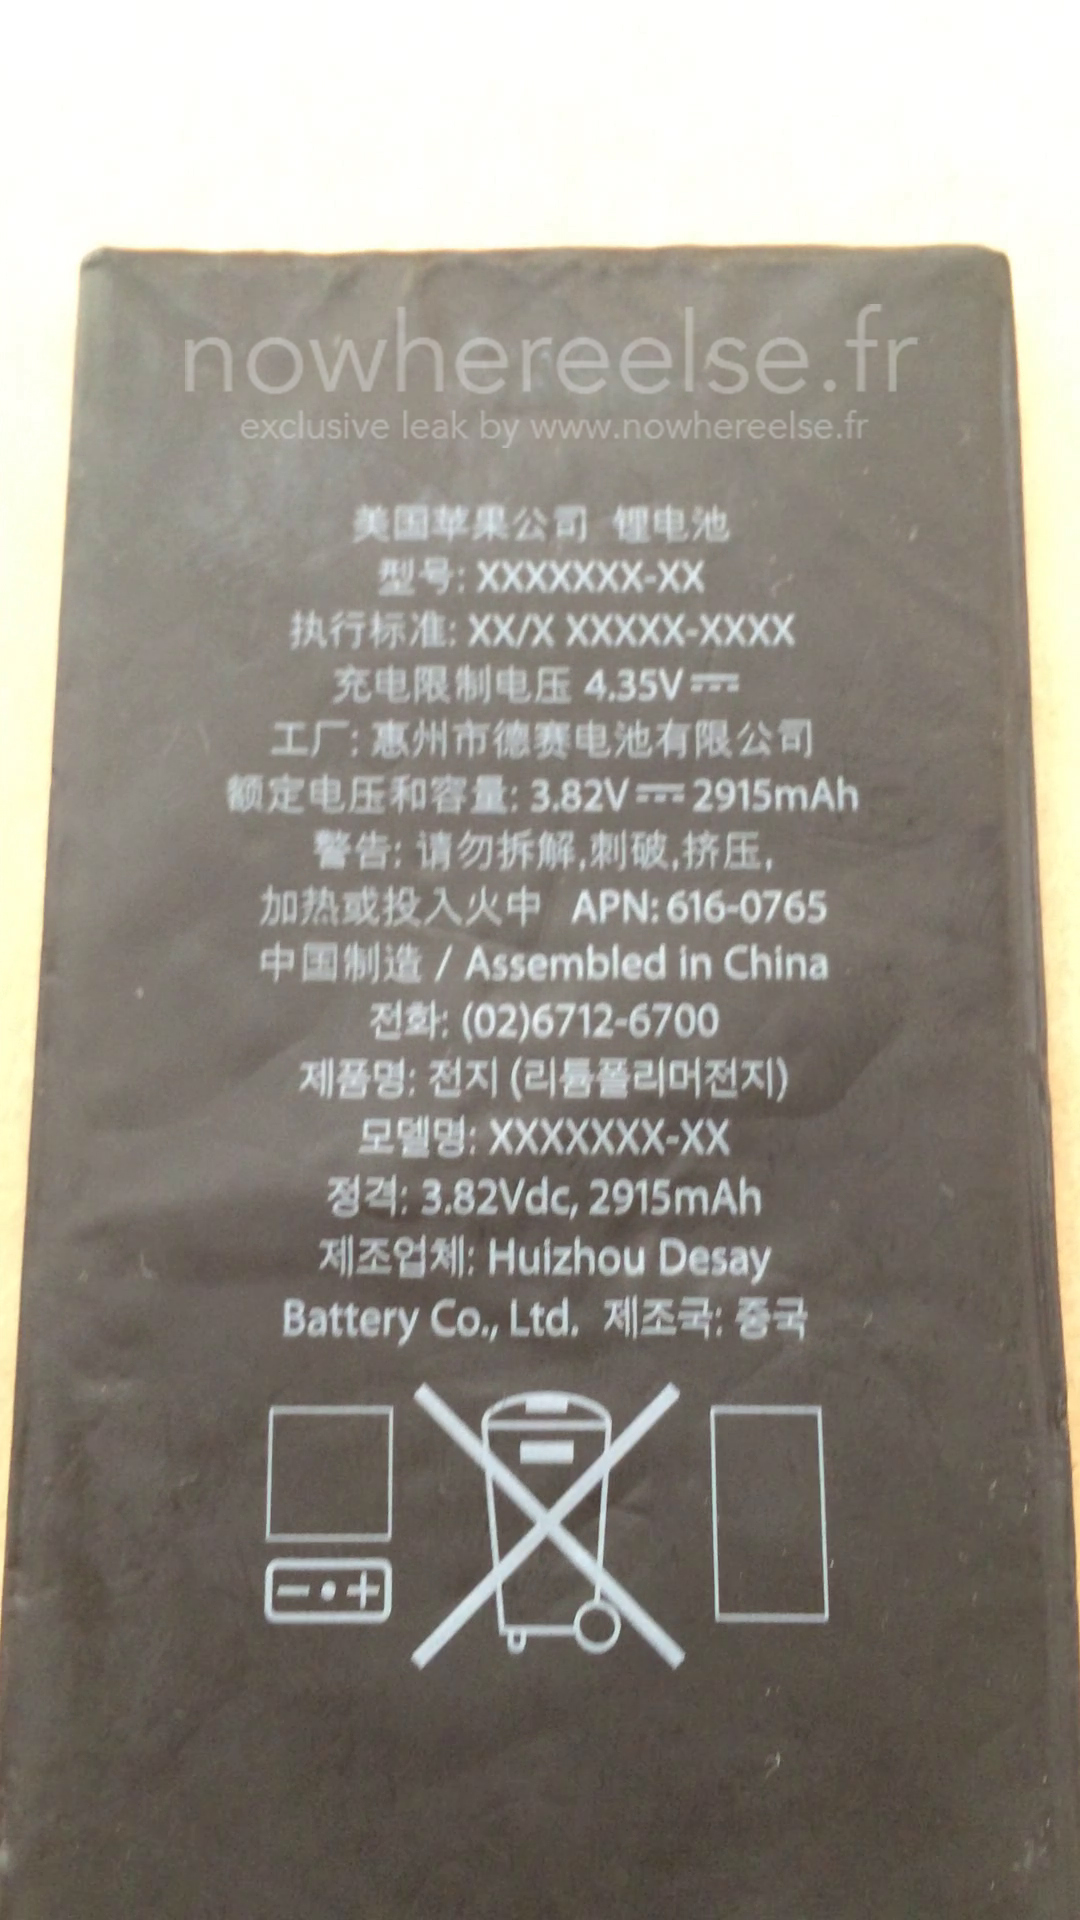 nowhereelse.fr
exclusive leak by www.nowhereelse.fr
美国苹果公司 锂电池
型号: XXXXXXX-XX
执行标准: XX/X XXXXX-XXXX
充电限制电压 4.35V⎓
工厂: 惠州市德赛电池有限公司
额定电压和容量: 3.82V⎓2915mAh
警告: 请勿拆解,刺破,挤压,
加热或投入火中 APN: 616-0765
中国制造 / Assembled in China
전화: (02)6712-6700
제품명: 전지 (리튬폴리머전지)
모델명: XXXXXXX-XX
정격: 3.82Vdc, 2915mAh
제조업체: Huizhou Desay
Battery Co., Ltd. 제조국: 중국